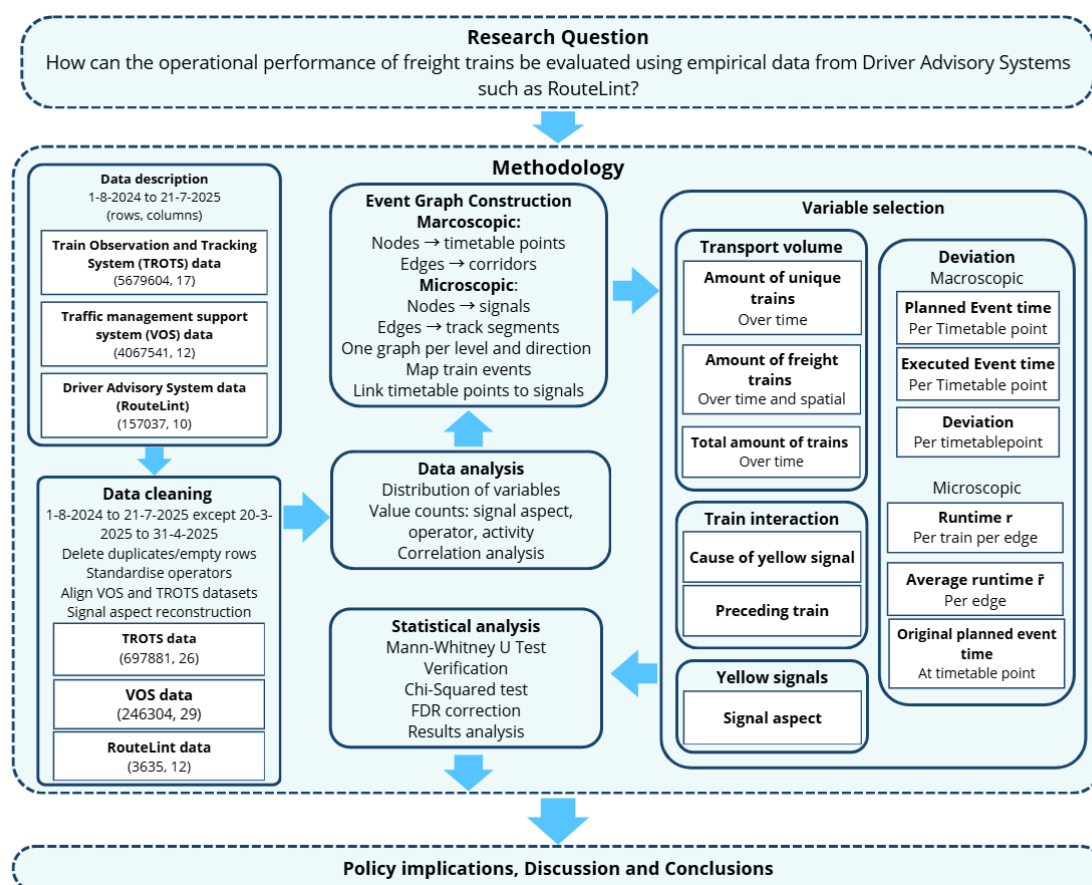 Research Question
How can the operational performance of freight trains be evaluated using empirical data from Driver Advisory Systems
such as RouteLint?
Methodology
Data description
1-8-2024 to 21-7-2025
(rows, columns)
Train Observation and Tracking
System (TROTS) data
(5679604, 17)
Traffic management support
system (VOS) data
(4067541, 12)
Driver Advisory System data
(RouteLint)
(157037, 10)
Data cleaning
1-8-2024 to 21-7-2025 except 20-3-
2025 to 31-4-2025
Delete duplicates/empty rows
Standardise operators
Align VOS and TROTS datasets
Signal aspect reconstruction
TROTS data
(697881, 26)
VOS data
(246304, 29)
RouteLint data
(3635, 12)
Event Graph Construction
Marcoscopic:
Nodes → timetable points
Edges → corridors
Microscopic:
Nodes → signals
Edges → track segments
One graph per level and direction
Map train events
Link timetable points to signals
Data analysis
Distribution of variables
Value counts: signal aspect,
operator, activity
Correlation analysis
Statistical analysis
Mann-Whitney U Test
Verification
Chi-Squared test
FDR correction
Results analysis
Variable selection
Transport volume
Amount of unique
trains
Over time
Amount of freight
trains
Over time and spatial
Total amount of trains
Over time
Train interaction
Cause of yellow signal
Preceding train
Yellow signals
Signal aspect
Deviation
Macroscopic
Planned Event time
Per Timetable point
Executed Event time
Per Timetable point
Deviation
Per timetablepoint
Microscopic
Runtime r
Per train per edge
Average runtime r̄
Per edge
Original planned event
time
At timetable point
Policy implications, Discussion and Conclusions